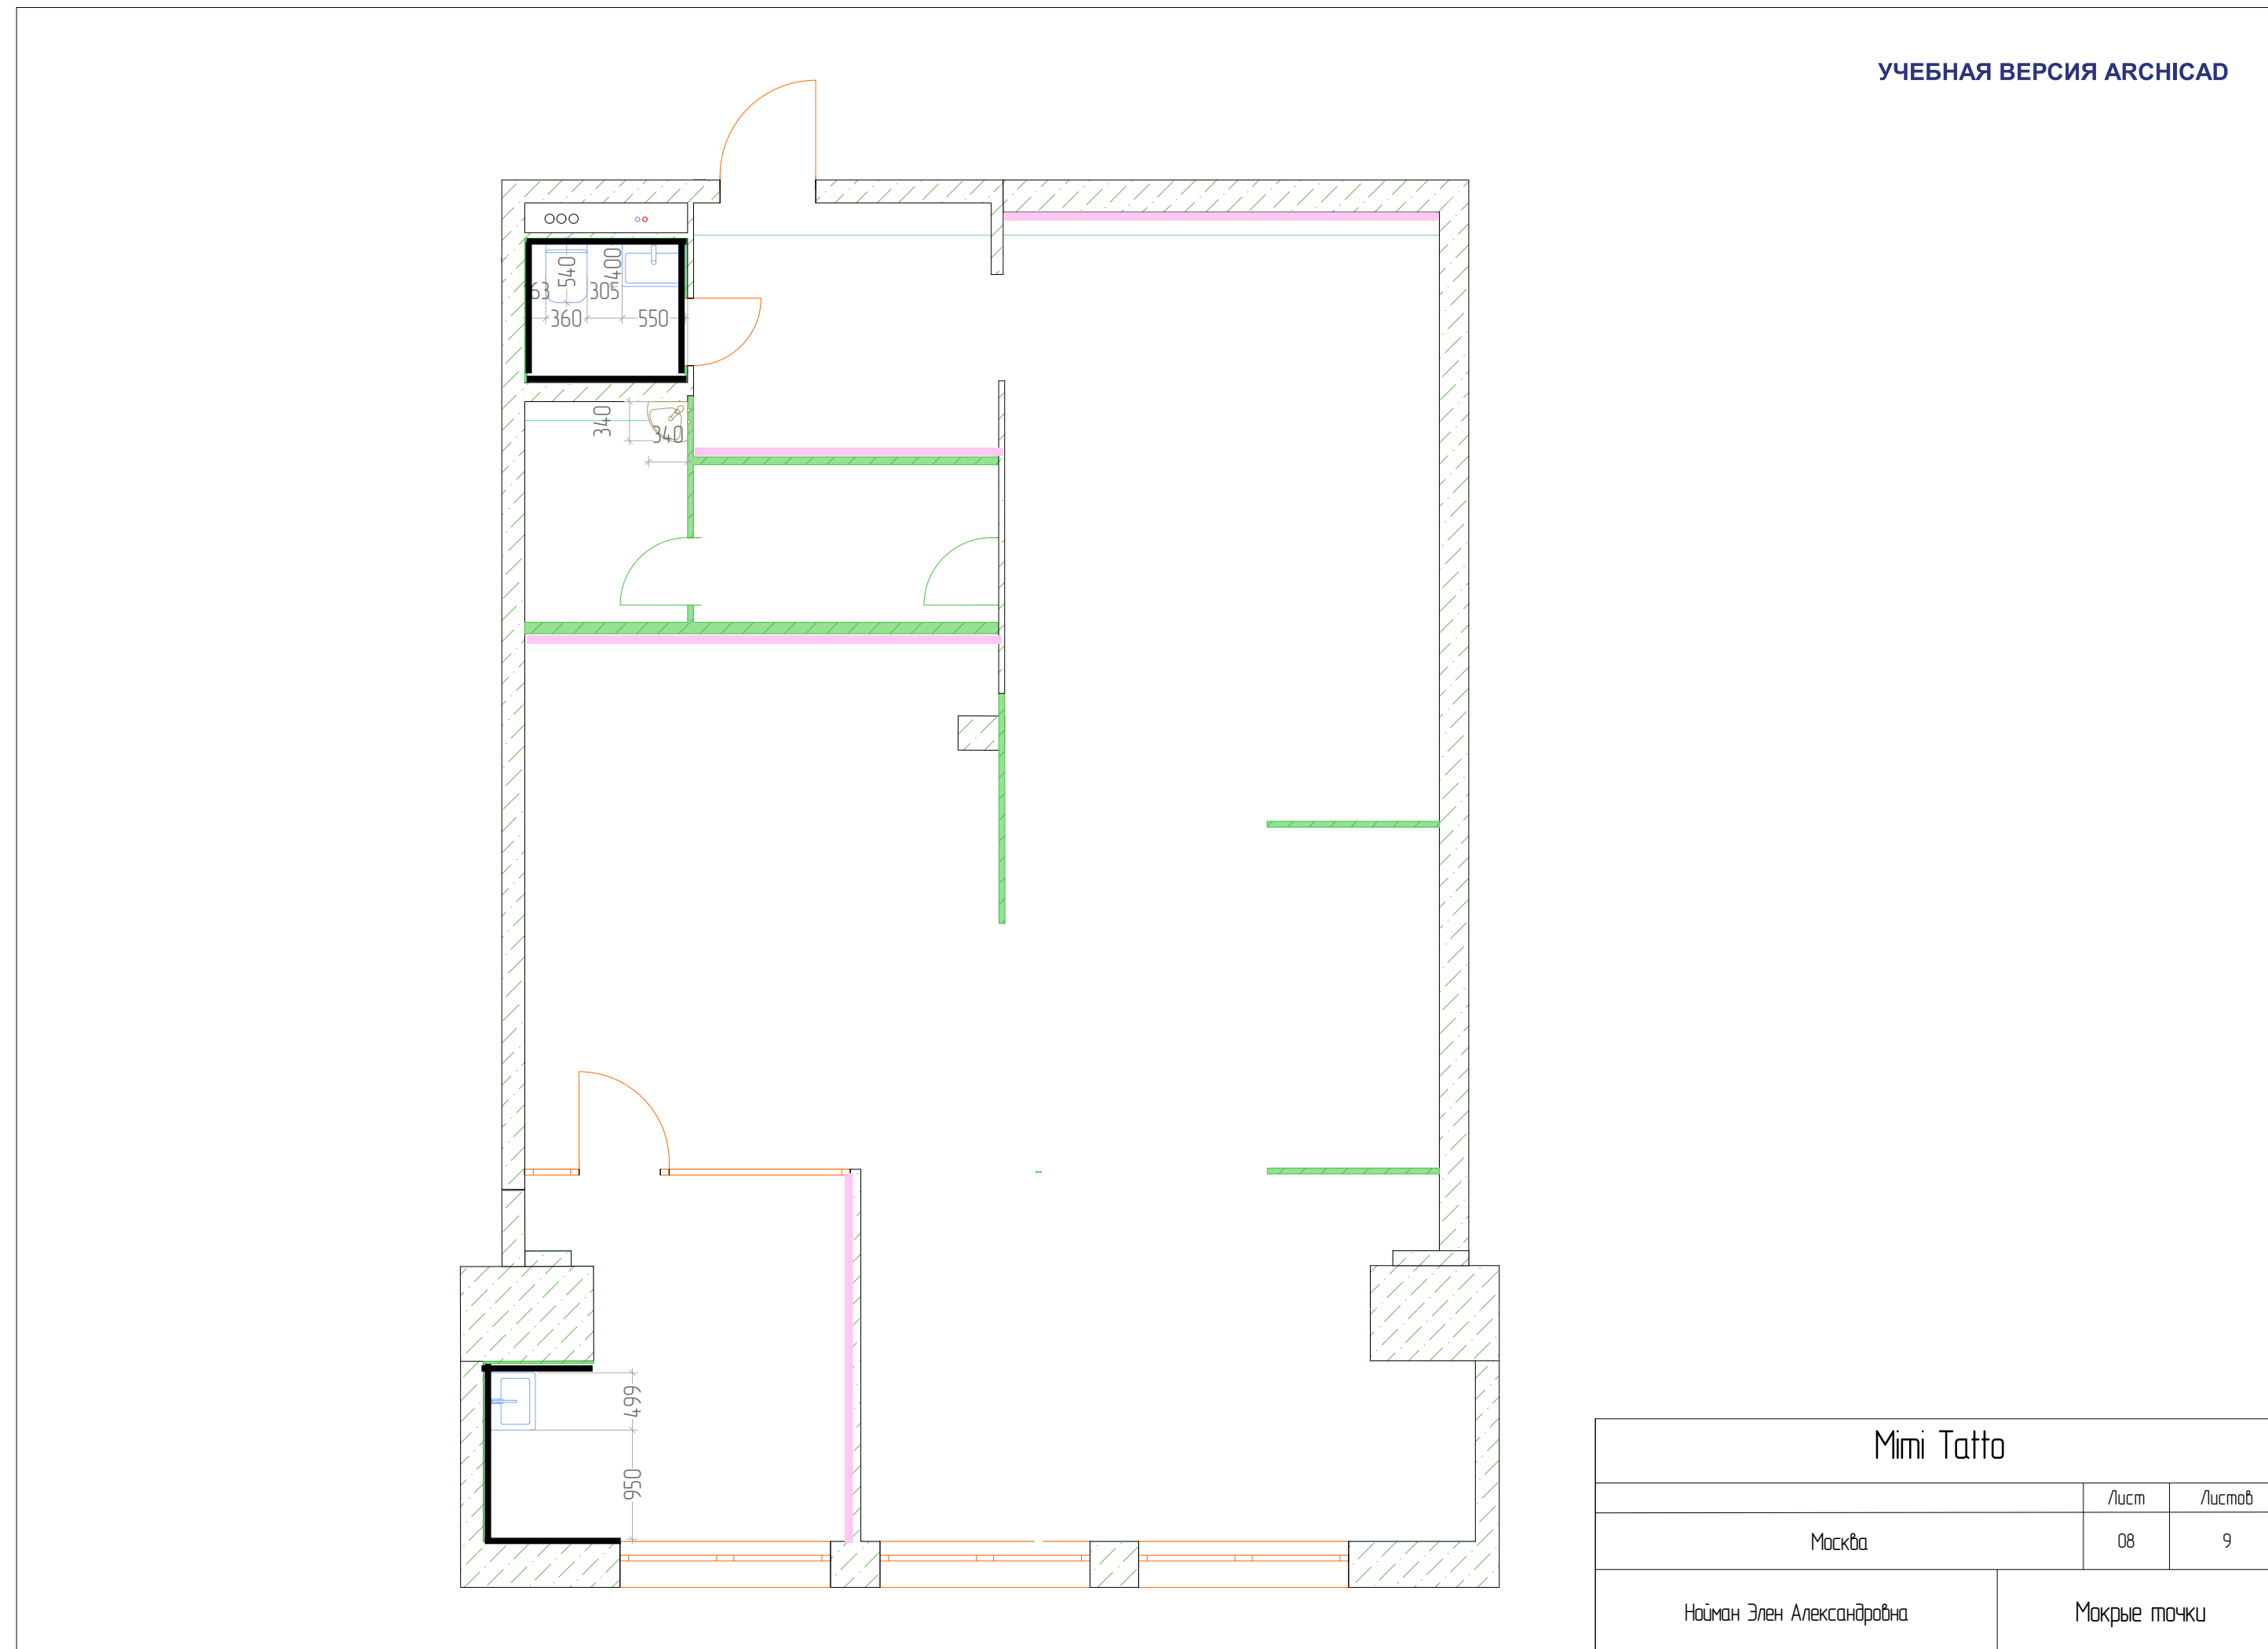 УЧЕБНАЯ ВЕРСИЯ ARCHICAD
540
400
63
305
360
550
340
340
499
950
Mimi Tatto
Лист
Листов
Москва
08
9
Нойман Элен Александровна
Мокрые точки